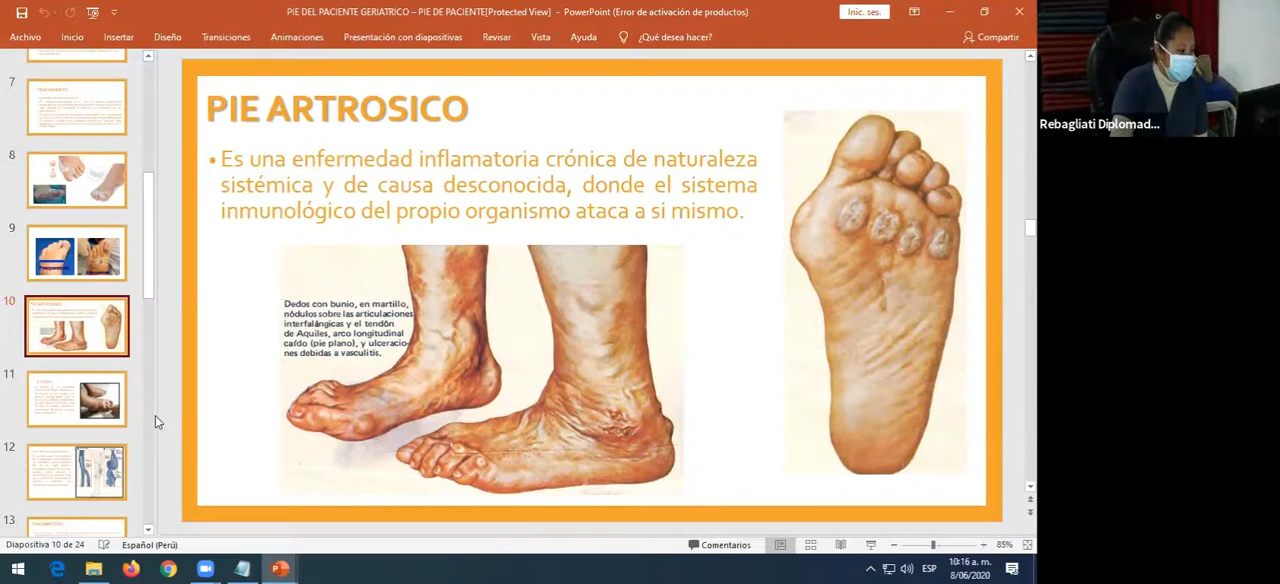 PIE DEL PACIENTE GERIATRICO – PIE DE PACIENTE[Protected View] – PowerPoint (Error de activación de productos)
Inic. ses.
Archivo Inicio Insertar Diseño Transiciones Animaciones Presentación con diapositivas Revisar Vista Ayuda ¿Qué desea hacer? Compartir
7
8
9
10
11
12
13
PIE ARTROSICO
• Es una enfermedad inflamatoria crónica de naturaleza
sistémica y de causa desconocida, donde el sistema
inmunológico del propio organismo ataca a si mismo.
Dedos con bunio, en martillo,
nódulos sobre las articulaciones
interfalángicas y el tendón
de Aquiles, arco longitudinal
caído (pie plano), y ulceracio-
nes debidas a vasculitis.
Rebagliati Diplomad...
Diapositiva 10 de 24 Español (Perú) Comentarios 85%
ESP
10:16 a. m.
8/06/2020